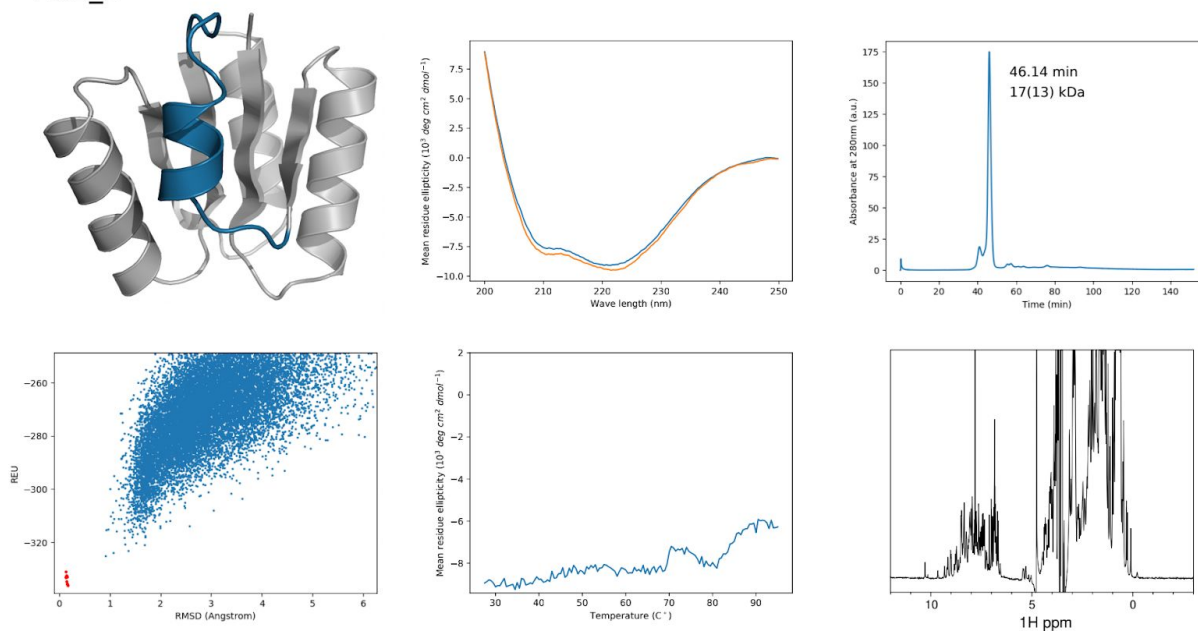 Mean residue ellipticity (10³ deg cm² dmol⁻¹)
7.5
5.0
2.5
0.0
−2.5
−5.0
−7.5
−10.0
200 210 220 230 240 250
Wave length (nm)
Absorbance at 280nm (a.u.)
175
150
125
100
75
50
25
0
46.14 min
17(13) kDa
0 20 40 60 80 100 120 140
Time (min)
REU
−260
−280
−300
−320
0 1 2 3 4 5 6
RMSD (Angstrom)
Mean residue ellipticity (10³ deg cm² dmol⁻¹)
2
0
−2
−4
−6
−8
30 40 50 60 70 80 90
Temperature (C˚)
10 5 0
1H ppm